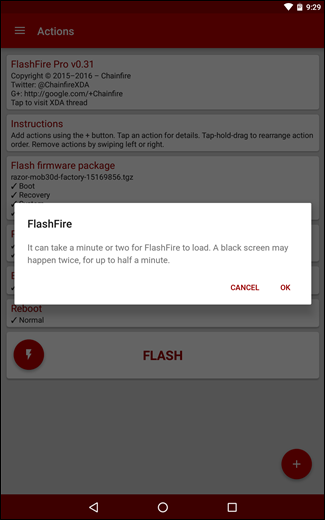 9:29
Actions
FlashFire Pro v0.31
Copyright © 2015–2016 – Chainfire
Twitter: @ChainfireXDA
G+: http://google.com/+Chainfire
Tap to visit XDA thread
Instructions
Add actions using the + button. Tap an action for details. Tap-hold-drag to rearrange action
order. Remove actions by swiping left or right.
Flash firmware package
razor-mob30d-factory-15169856.tgz
✓ Boot
✓ Recovery
FlashFire
It can take a minute or two for FlashFire to load. A black screen may
happen twice, for up to half a minute.
CANCEL OK
Reboot
✓ Normal
FLASH